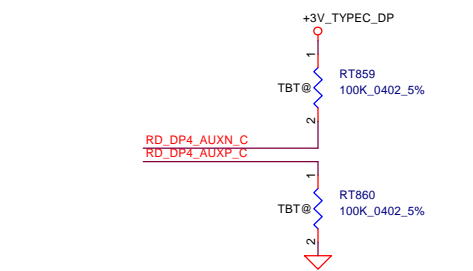 +3V_TYPEC_DP
1
RT859
TBT@
100K_0402_5%
2
RD_DP4_AUXN_C
RD_DP4_AUXP_C
1
RT860
TBT@
100K_0402_5%
2